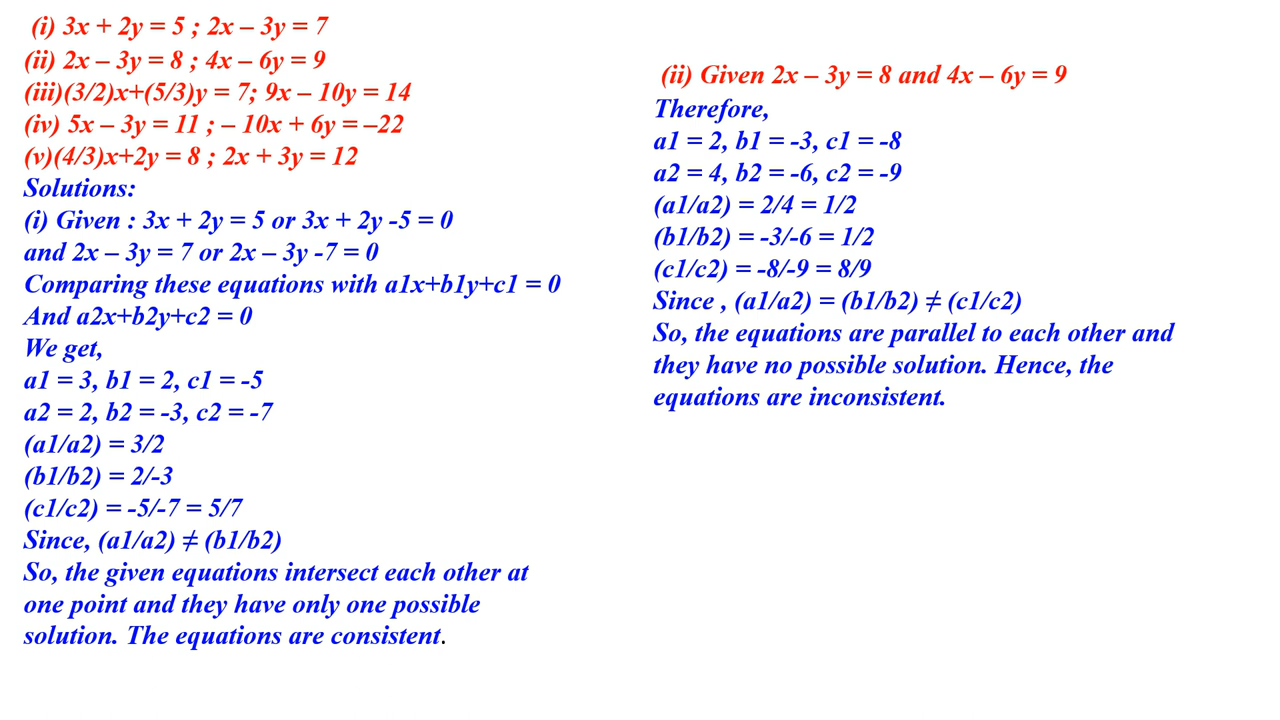 (i) 3x + 2y = 5 ; 2x – 3y = 7
(ii) 2x – 3y = 8 ; 4x – 6y = 9
(iii)(3/2)x+(5/3)y = 7; 9x – 10y = 14
(iv) 5x – 3y = 11 ; – 10x + 6y = –22
(v)(4/3)x+2y = 8 ; 2x + 3y = 12
Solutions:
(i) Given : 3x + 2y = 5 or 3x + 2y -5 = 0
and 2x – 3y = 7 or 2x – 3y -7 = 0
Comparing these equations with a1x+b1y+c1 = 0
And a2x+b2y+c2 = 0
We get,
a1 = 3, b1 = 2, c1 = -5
a2 = 2, b2 = -3, c2 = -7
(a1/a2) = 3/2
(b1/b2) = 2/-3
(c1/c2) = -5/-7 = 5/7
Since, (a1/a2) ≠ (b1/b2)
So, the given equations intersect each other at
one point and they have only one possible
solution. The equations are consistent.
(ii) Given 2x – 3y = 8 and 4x – 6y = 9
Therefore,
a1 = 2, b1 = -3, c1 = -8
a2 = 4, b2 = -6, c2 = -9
(a1/a2) = 2/4 = 1/2
(b1/b2) = -3/-6 = 1/2
(c1/c2) = -8/-9 = 8/9
Since , (a1/a2) = (b1/b2) ≠ (c1/c2)
So, the equations are parallel to each other and
they have no possible solution. Hence, the
equations are inconsistent.